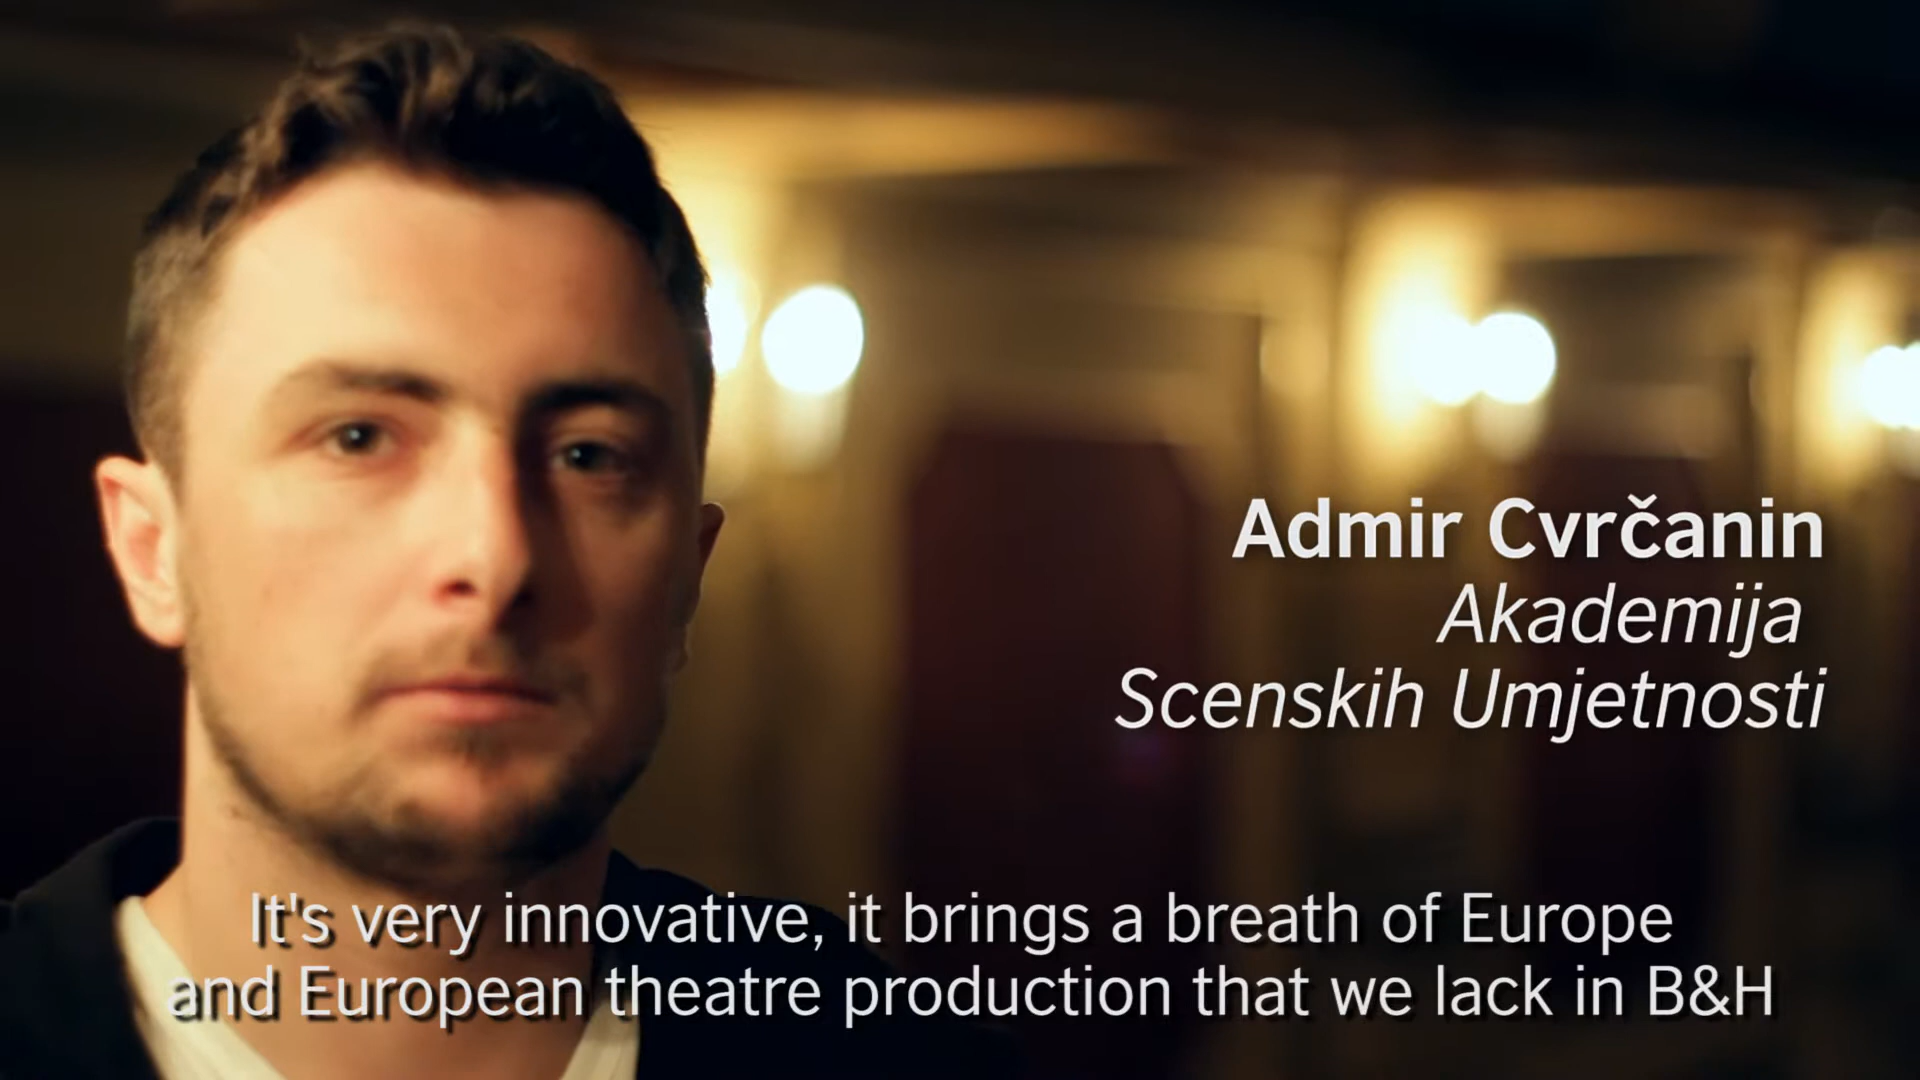 Admir Cvrčanin
Akademija
Scenskih Umjetnosti
It's very innovative, it brings a breath of Europe
and European theatre production that we lack in B&H